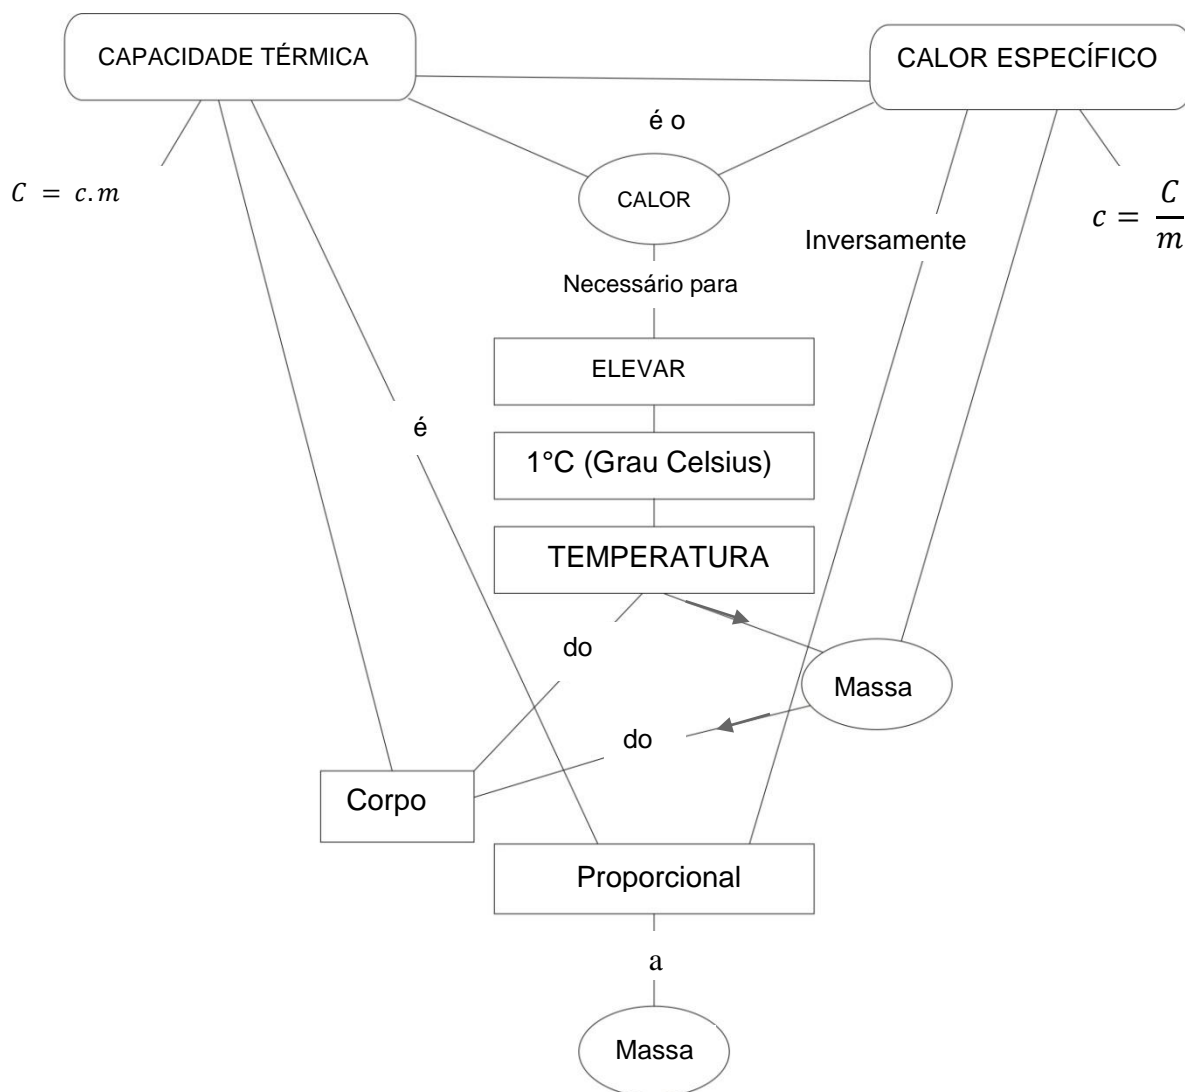 CAPACIDADE TÉRMICA
CALOR ESPECÍFICO
é o
C = c.m
CALOR
c = C/m
Inversamente
Necessário para
ELEVAR
é
1°C (Grau Celsius)
TEMPERATURA
do
Massa
do
Corpo
Proporcional
a
Massa